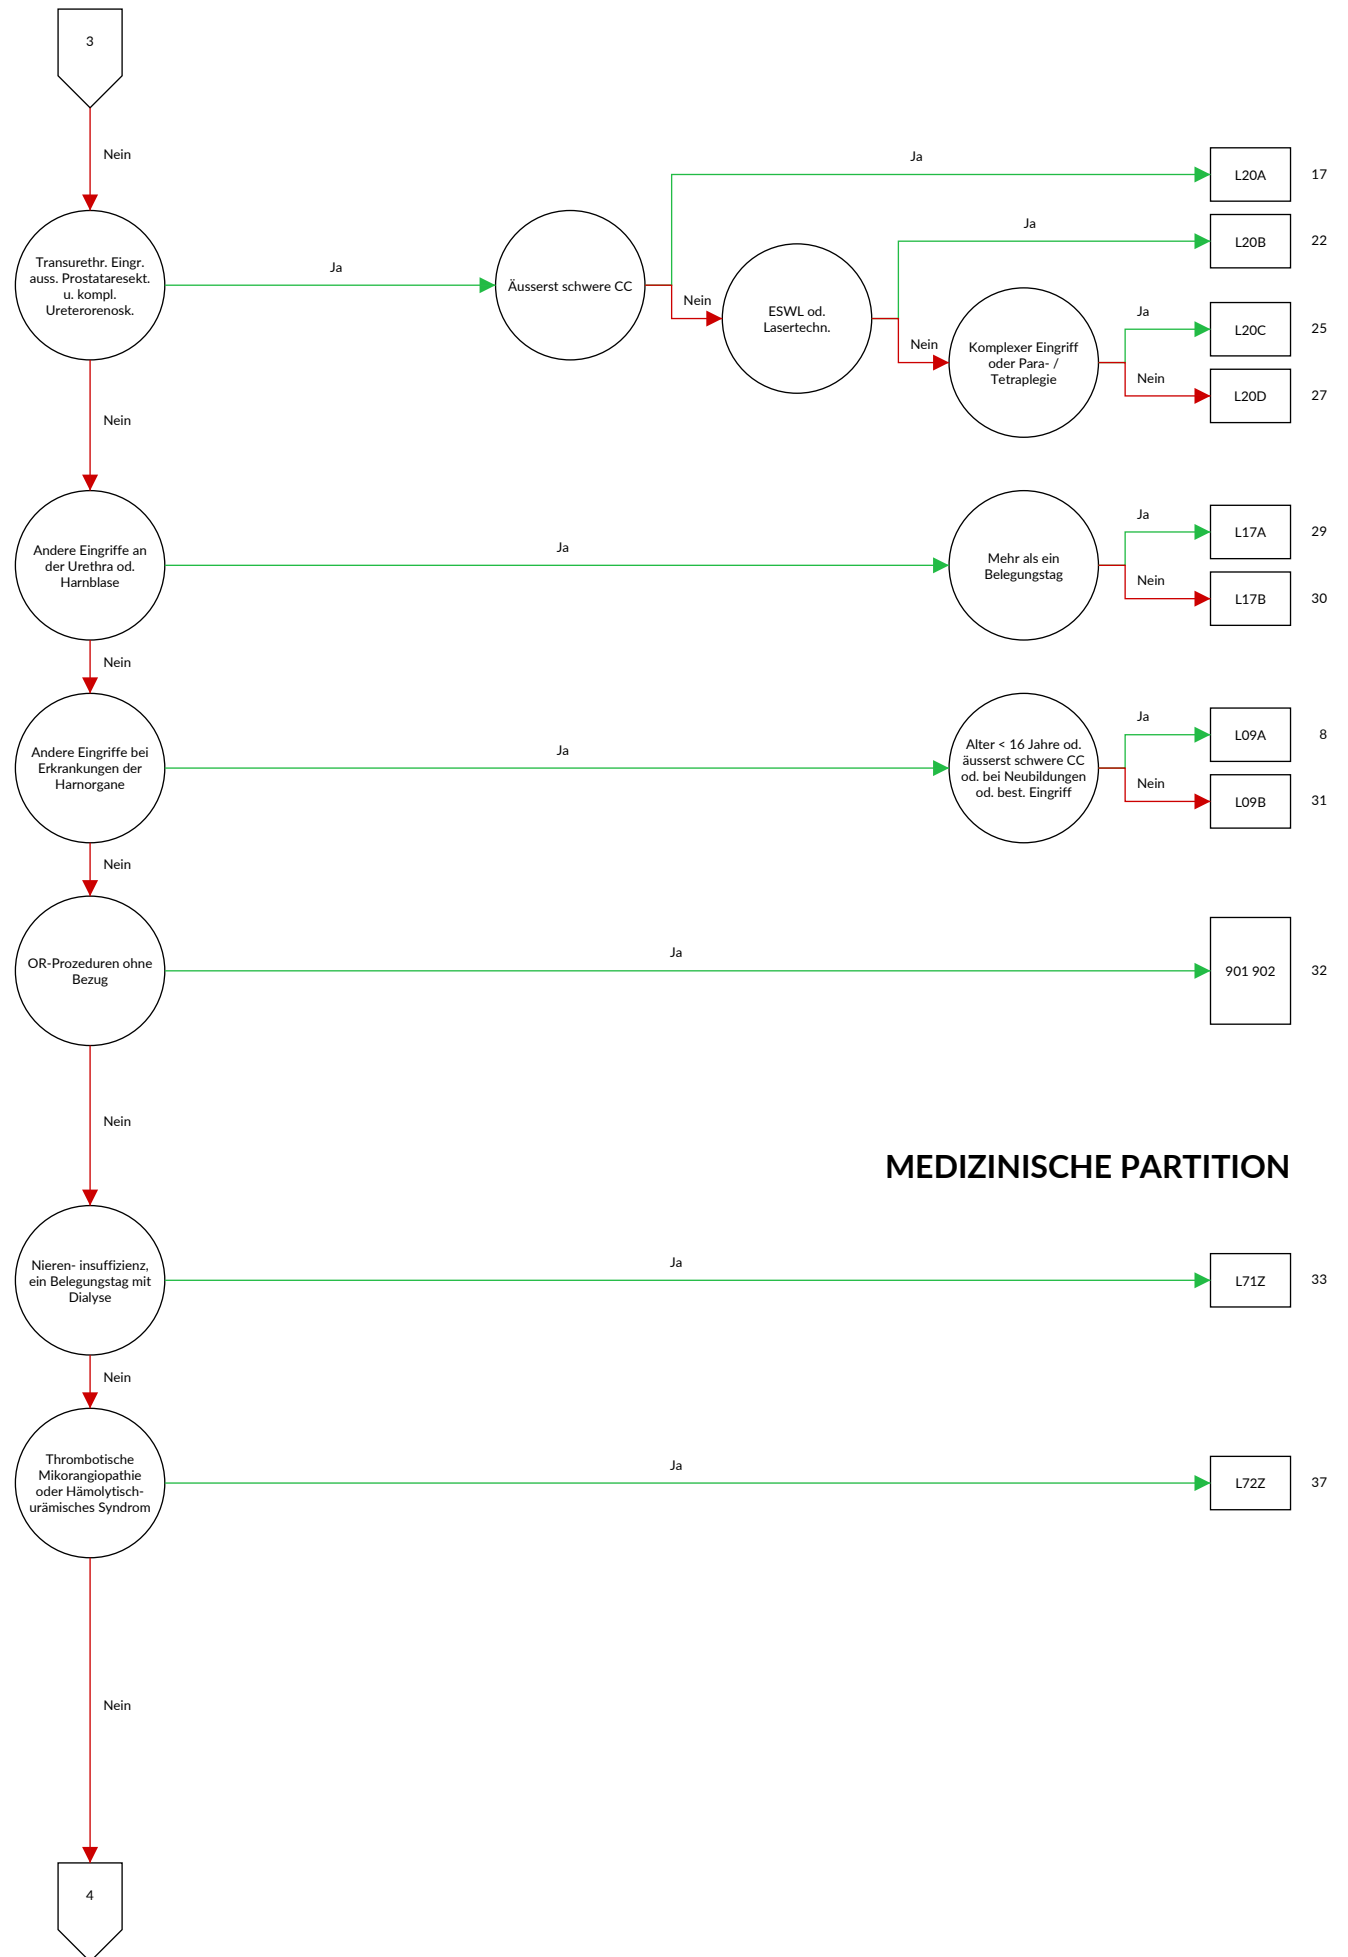 3
Nein
Ja
L20A 17
Ja
L20B 22
Transurethr. Eingr.
auss. Prostataresekt.
u. kompl.
Ureterorenosk.
Ja
Äusserst schwere CC
Nein
ESWL od.
Lasertechn.
Nein
Komplexer Eingriff
oder Para- /
Tetraplegie
Ja
L20C 25
Nein
L20D 27
Nein
Andere Eingriffe an
der Urethra od.
Harnblase
Ja
Mehr als ein
Belegungstag
Ja
L17A 29
Nein
L17B 30
Nein
Andere Eingriffe bei
Erkrankungen der
Harnorgane
Ja
Alter < 16 Jahre od.
äusserst schwere CC
od. bei Neubildungen
od. best. Eingriff
Ja
L09A 8
Nein
L09B 31
Nein
OR-Prozeduren ohne
Bezug
Ja
901 902 32
Nein
MEDIZINISCHE PARTITION
Nieren- insuffizienz,
ein Belegungstag mit
Dialyse
Ja
L71Z 33
Nein
Thrombotische
Mikorangiopathie
oder Hämolytisch-
urämisches Syndrom
Ja
L72Z 37
Nein
4